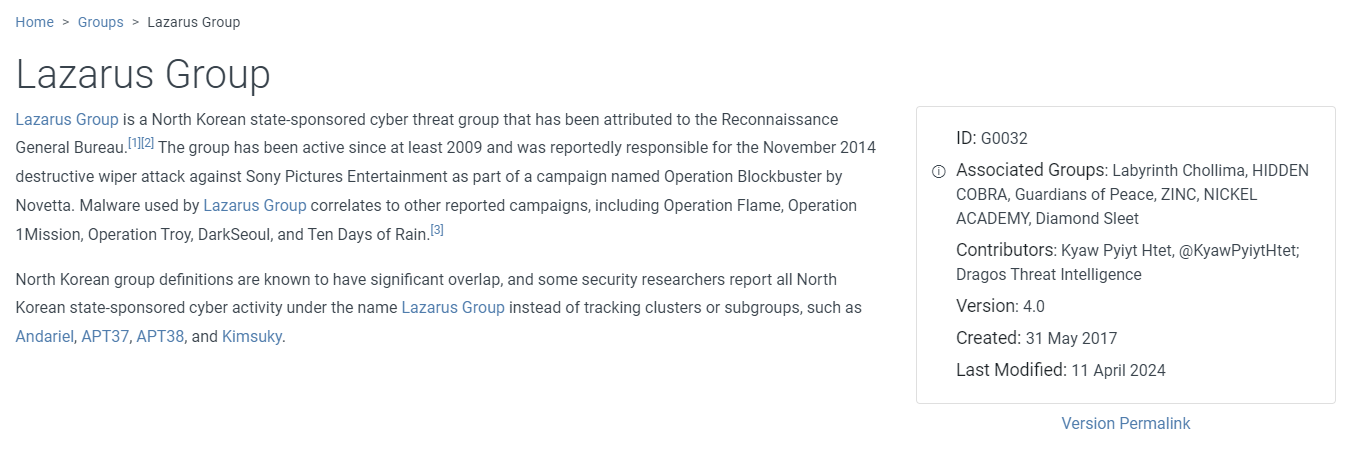 Home > Groups > Lazarus Group
Lazarus Group
Lazarus Group is a North Korean state-sponsored cyber threat group that has been attributed to the Reconnaissance
General Bureau.[1][2] The group has been active since at least 2009 and was reportedly responsible for the November 2014
destructive wiper attack against Sony Pictures Entertainment as part of a campaign named Operation Blockbuster by
Novetta. Malware used by Lazarus Group correlates to other reported campaigns, including Operation Flame, Operation
1Mission, Operation Troy, DarkSeoul, and Ten Days of Rain.[3]
North Korean group definitions are known to have significant overlap, and some security researchers report all North
Korean state-sponsored cyber activity under the name Lazarus Group instead of tracking clusters or subgroups, such as
Andariel, APT37, APT38, and Kimsuky.
ID: G0032
Associated Groups: Labyrinth Chollima, HIDDEN
COBRA, Guardians of Peace, ZINC, NICKEL
ACADEMY, Diamond Sleet
Contributors: Kyaw Pyiyt Htet, @KyawPyiytHtet;
Dragos Threat Intelligence
Version: 4.0
Created: 31 May 2017
Last Modified: 11 April 2024
Version Permalink